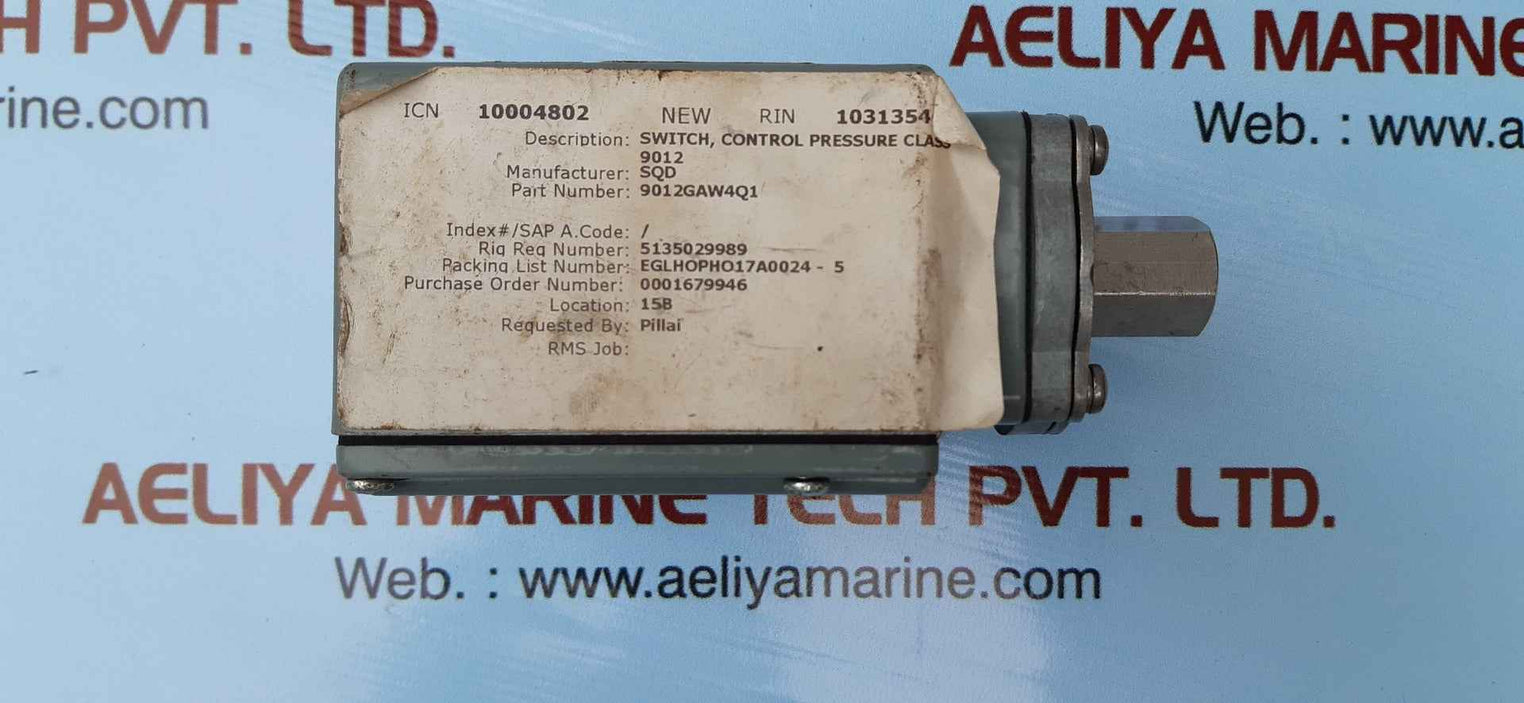 H PVT. LTD.
AELIYA MARINE
rine.com
Web. : www.a
ICN 10004802 NEW RIN 1031354
Description: SWITCH, CONTROL PRESSURE CLASS
9012
Manufacturer: SQD
Part Number: 9012GAW4Q1
Index#/SAP A.Code: /
Rig Req Number: 5135029989
Packing List Number: EGLHOPHO17A0024 - 5
Purchase Order Number: 0001679946
Location: 15B
Requested By: Pillai
RMS Job:
AELIYA MARINE TECH PVT. LTD.
Web. : www.aeliyamarine.com